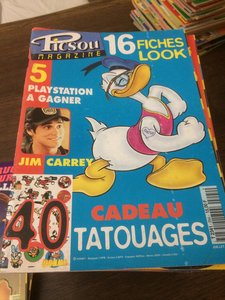 PICSOU
MAGAZINE
16 FICHES
LOOK
5
PLAYSTATION
A GAGNER
JIM CARREY
40
CADEAU
TATOUAGES